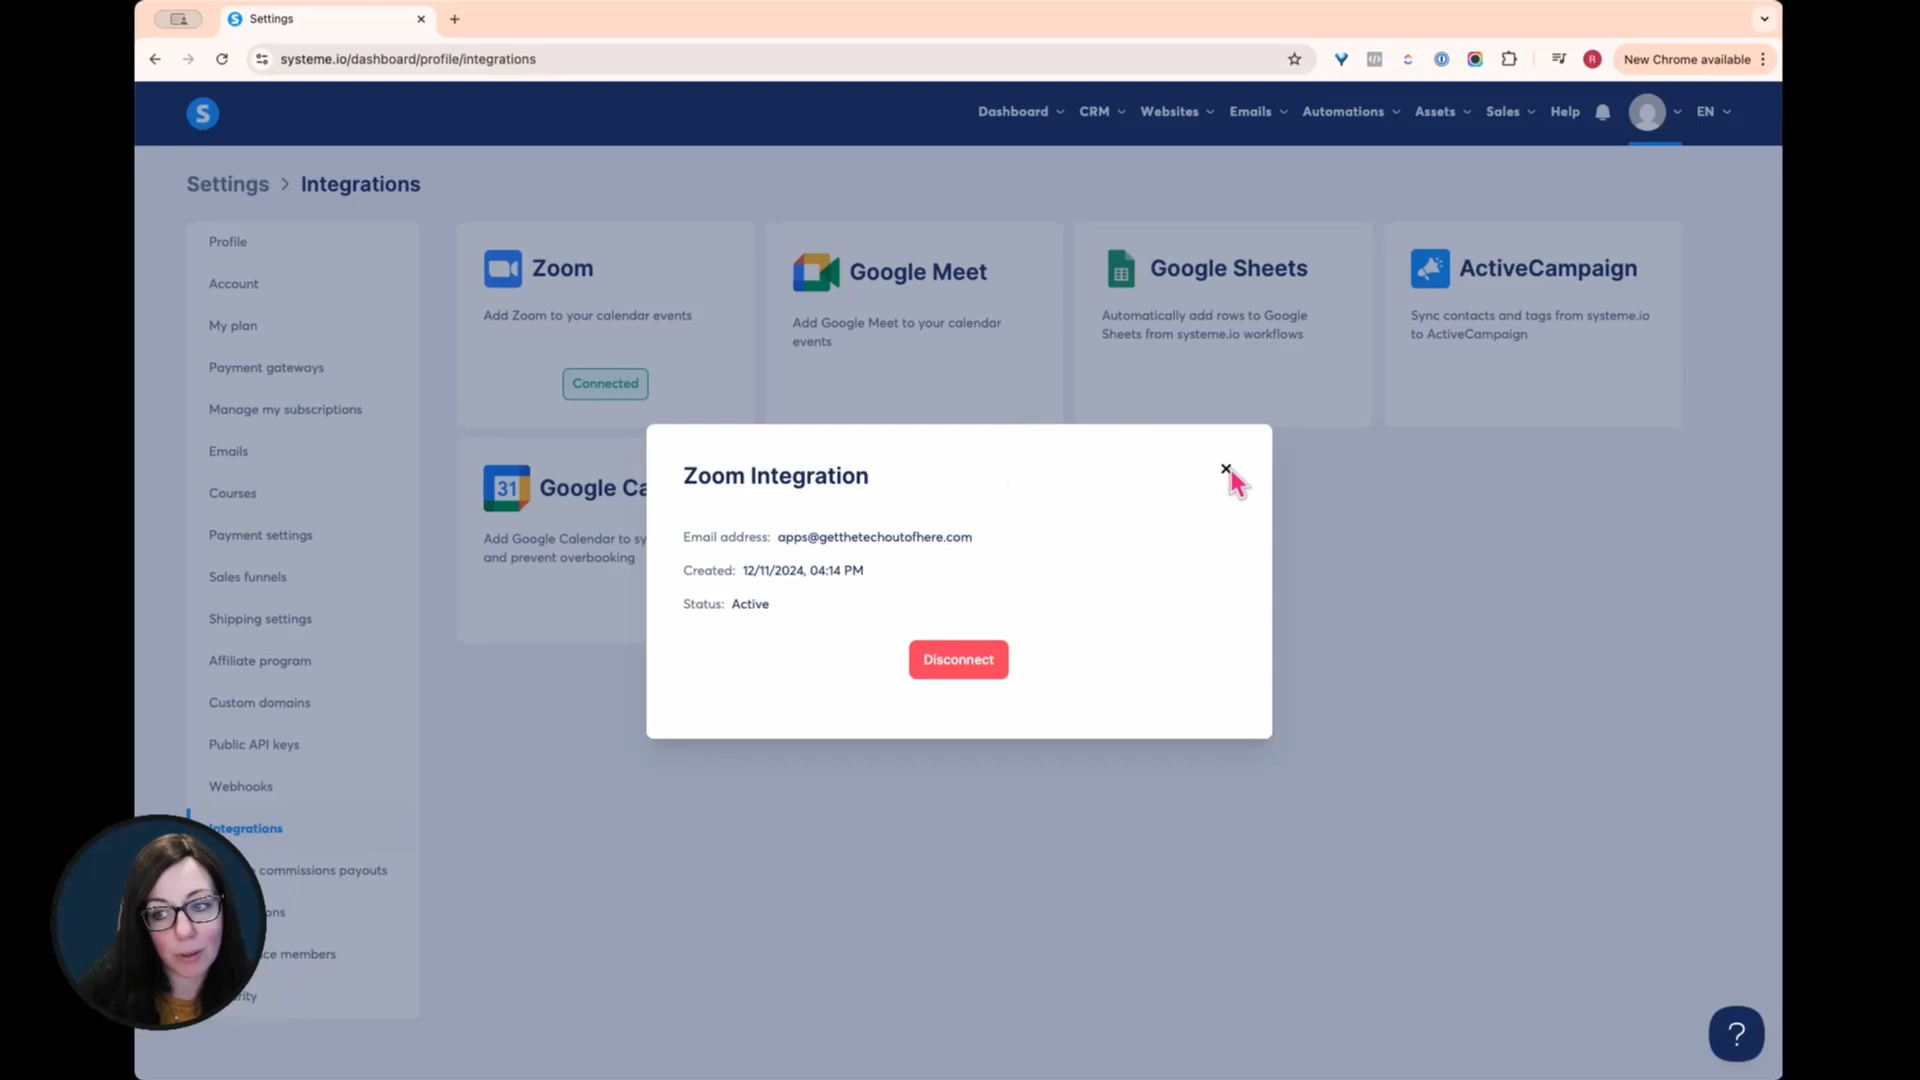 Settings
systeme.io/dashboard/profile/integrations
R
New Chrome available
S
Dashboard
CRM
Websites
Emails
Automations
Assets
Sales
Help
EN
Settings > Integrations
Profile
Account
My plan
Payment gateways
Manage my subscriptions
Emails
Courses
Payment settings
Sales funnels
Shipping settings
Affiliate program
Custom domains
Public API keys
Webhooks
Integrations
commissions payouts
members
Zoom
Add Zoom to your calendar events
Connected
Google Meet
Add Google Meet to your calendar
events
Google Sheets
Automatically add rows to Google
Sheets from systeme.io workflows
ActiveCampaign
Sync contacts and tags from systeme.io
to ActiveCampaign
31
Google Ca
Add Google Calendar to sy
and prevent overbooking
Zoom Integration
Email address: apps@getthetechoutofhere.com
Created: 12/11/2024, 04:14 PM
Status: Active
Disconnect
?